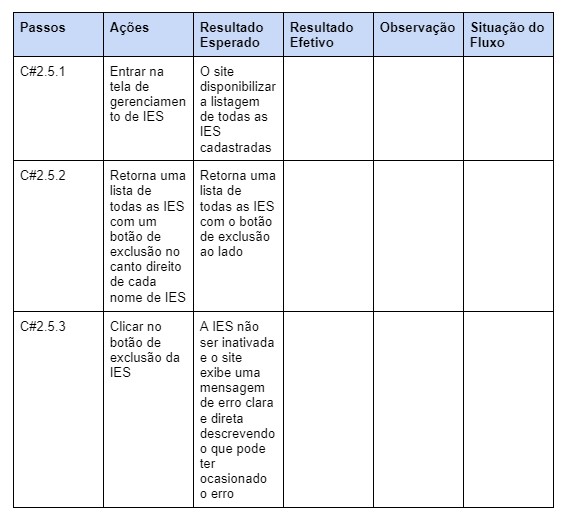 Passos
Ações
Resultado
Esperado
Resultado
Efetivo
Observação
Situação do
Fluxo
C#2.5.1
Entrar na
tela de
gerenciamen
to de IES
O site
disponibilizar
a listagem
de todas as
IES
cadastradas
C#2.5.2
Retorna uma
lista de
todas as IES
com um
botão de
exclusão no
canto direito
de cada
nome de IES
Retorna uma
lista de
todas as IES
com o botão
de exclusão
ao lado
C#2.5.3
Clicar no
botão de
exclusão da
IES
A IES não
ser inativada
e o site
exibe uma
mensagem
de erro clara
e direta
descrevendo
o que pode
ter
ocasionado
o erro